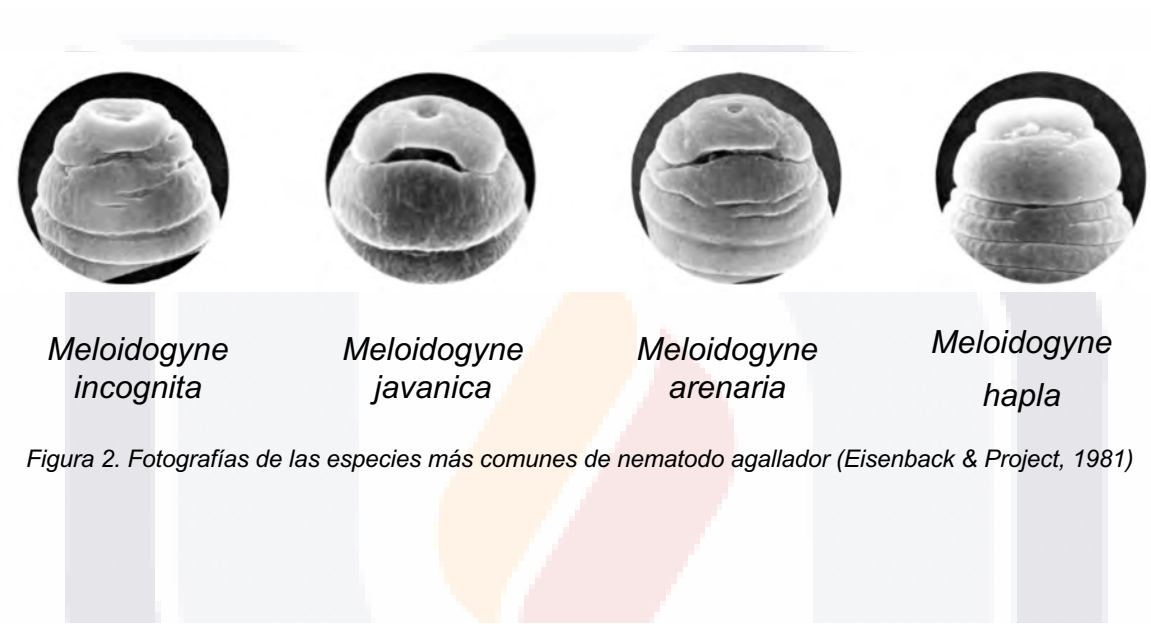 Meloidogyne
incognita
Meloidogyne
javanica
Meloidogyne
arenaria
Meloidogyne
hapla
Figura 2. Fotografías de las especies más comunes de nematodo agallador (Eisenback & Project, 1981)